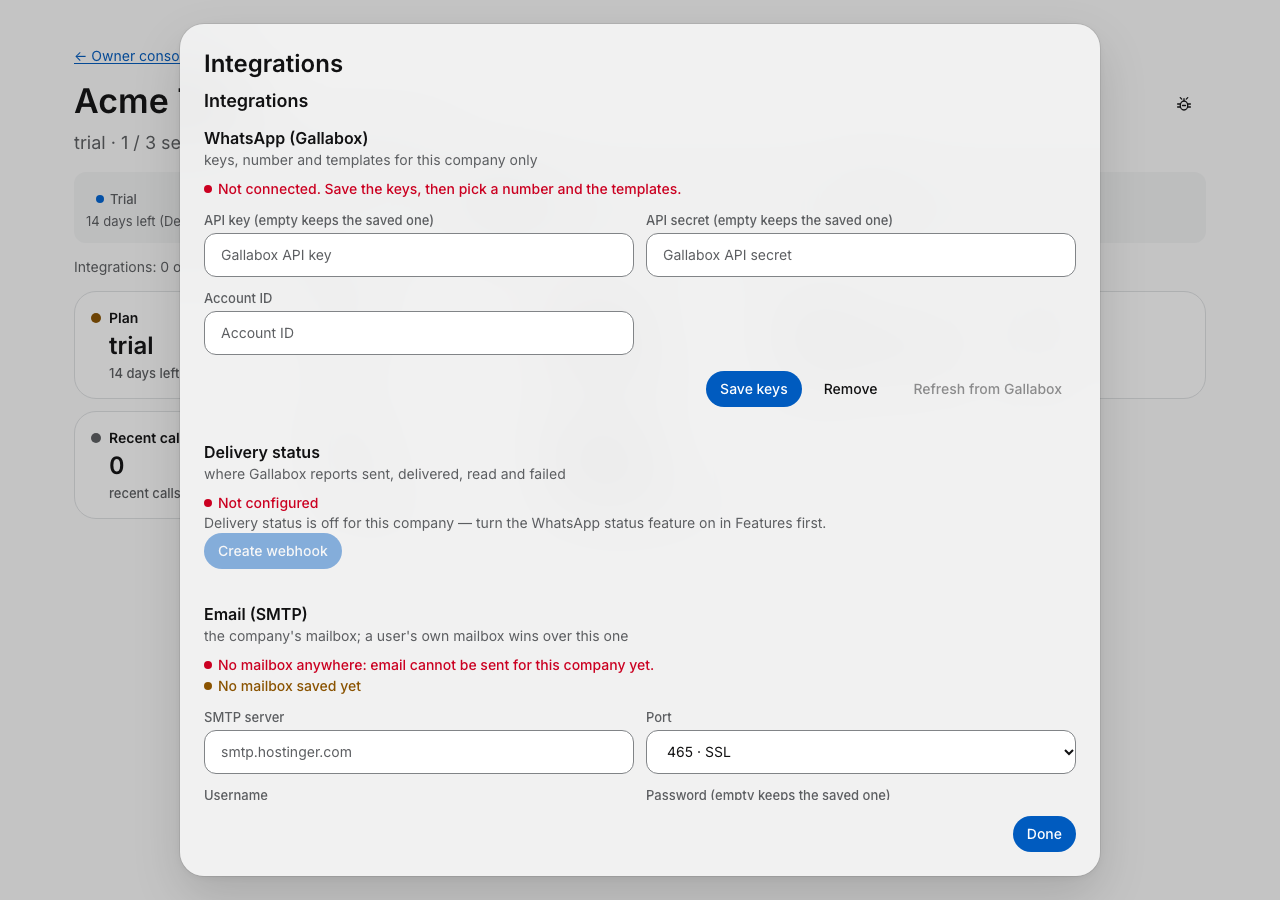 ← Owner conso
Acme
trial · 1 / 3 se
Trial
14 days left (De
Integrations: 0 o
Plan
trial
14 days left
Recent cal
0
recent calls
Integrations
Integrations
WhatsApp (Gallabox)
keys, number and templates for this company only
Not connected. Save the keys, then pick a number and the templates.
API key (empty keeps the saved one) API secret (empty keeps the saved one)
Gallabox API key Gallabox API secret
Account ID
Account ID
Save keys Remove Refresh from Gallabox
Delivery status
where Gallabox reports sent, delivered, read and failed
Not configured
Delivery status is off for this company — turn the WhatsApp status feature on in Features first.
Create webhook
Email (SMTP)
the company's mailbox; a user's own mailbox wins over this one
No mailbox anywhere: email cannot be sent for this company yet.
No mailbox saved yet
SMTP server Port
smtp.hostinger.com 465 · SSL
Username Password (empty keeps the saved one)
Done